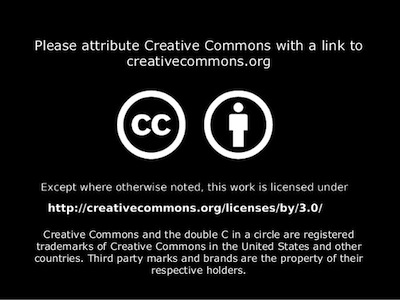 Please attribute Creative Commons with a link to
creativecommons.org
cc
Except where otherwise noted, this work is licensed under
http://creativecommons.org/licenses/by/3.0/
Creative Commons and the double C in a circle are registered
trademarks of Creative Commons in the United States and other
countries. Third party marks and brands are the property of their
respective holders.